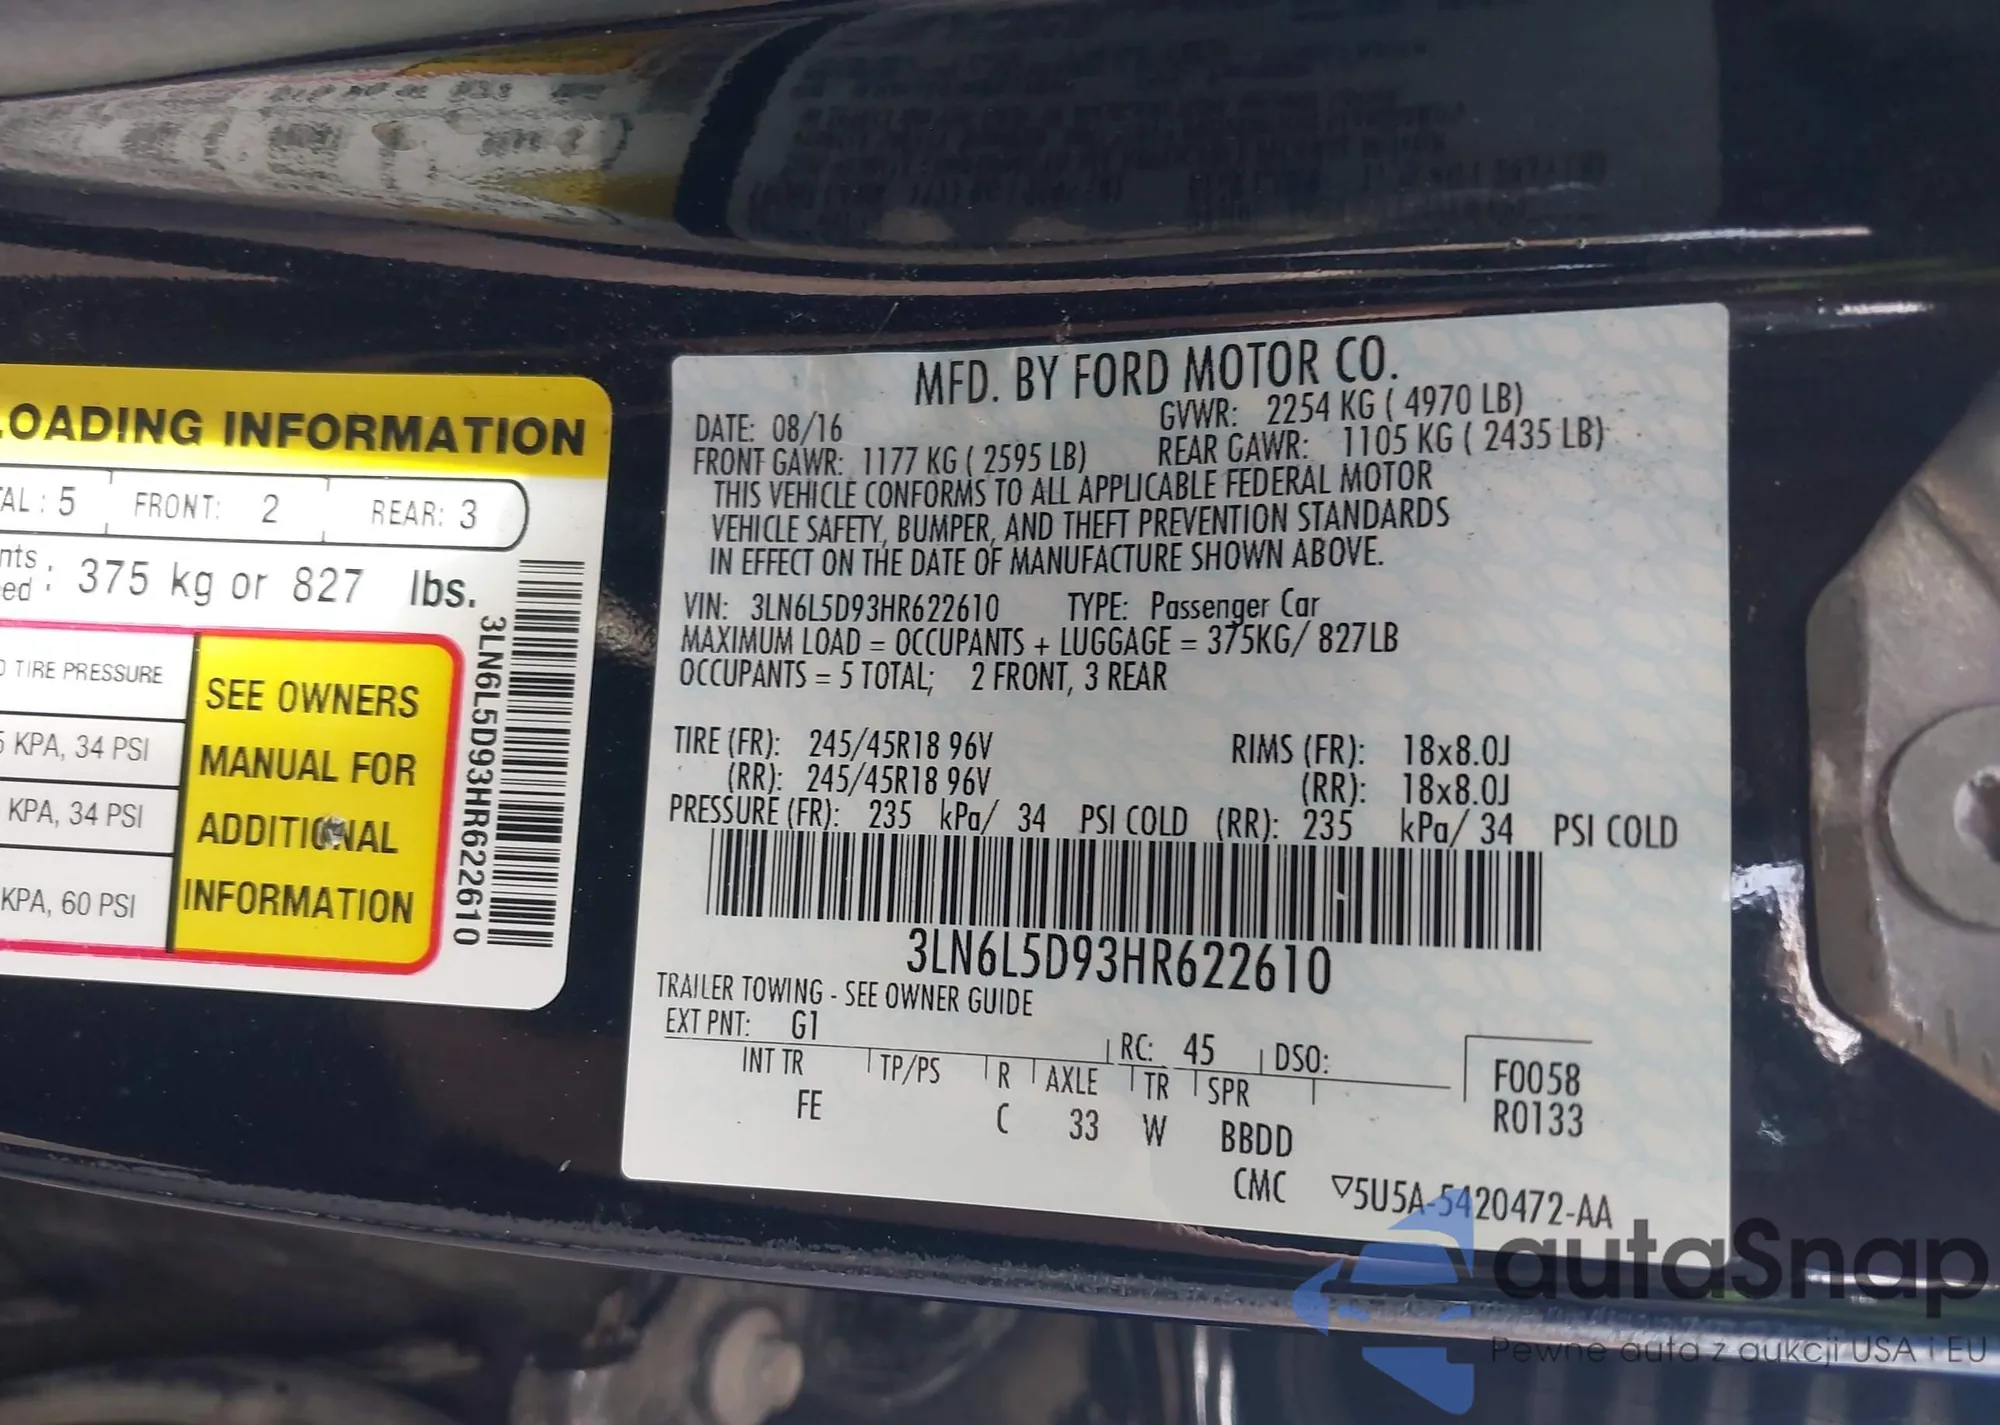 LOADING INFORMATION
TAL : 5 FRONT: 2 REAR: 3
nts
ed : 375 kg or 827 lbs.
TIRE PRESSURE
5 KPA, 34 PSI
KPA, 34 PSI
KPA, 60 PSI
SEE OWNERS
MANUAL FOR
ADDITIONAL
INFORMATION
3LN6L5D93HR622610
MFD. BY FORD MOTOR CO.
DATE: 08/16 GVWR: 2254 KG ( 4970 LB)
FRONT GAWR: 1177 KG ( 2595 LB) REAR GAWR: 1105 KG ( 2435 LB)
THIS VEHICLE CONFORMS TO ALL APPLICABLE FEDERAL MOTOR
VEHICLE SAFETY, BUMPER, AND THEFT PREVENTION STANDARDS
IN EFFECT ON THE DATE OF MANUFACTURE SHOWN ABOVE.
VIN: 3LN6L5D93HR622610 TYPE: Passenger Car
MAXIMUM LOAD = OCCUPANTS + LUGGAGE = 375KG/ 827LB
OCCUPANTS = 5 TOTAL; 2 FRONT, 3 REAR
TIRE (FR): 245/45R18 96V RIMS (FR): 18x8.0J
(RR): 245/45R18 96V (RR): 18x8.0J
PRESSURE (FR): 235 kPa/ 34 PSI COLD (RR): 235 kPa/ 34 PSI COLD
3LN6L5D93HR622610
TRAILER TOWING - SEE OWNER GUIDE
EXT PNT: G1 RC: 45 DSO:
INT TR TP/PS R AXLE TR SPR
FE C 33 W BBDD
F0058
R0133
CMC ▽5U5A-5420472-AA
autaSnap
Pewne auta z aukcji USA i EU